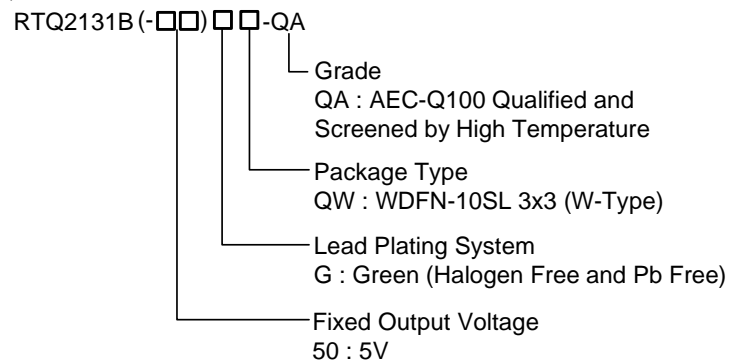 RTQ2131B(-□□)□□-QA
Grade
QA : AEC-Q100 Qualified and
Screened by High Temperature
Package Type
QW : WDFN-10SL 3x3 (W-Type)
Lead Plating System
G : Green (Halogen Free and Pb Free)
Fixed Output Voltage
50 : 5V